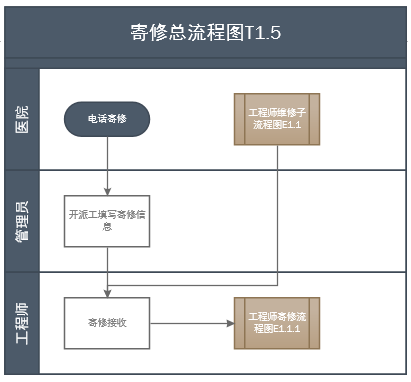 寄修总流程图T1.5
医院
电话寄修
工程师维修子
流程图E1.1
管理员
开派工填写寄修信
息
工程师
寄修接收
工程师寄修流
程图E1.1.1